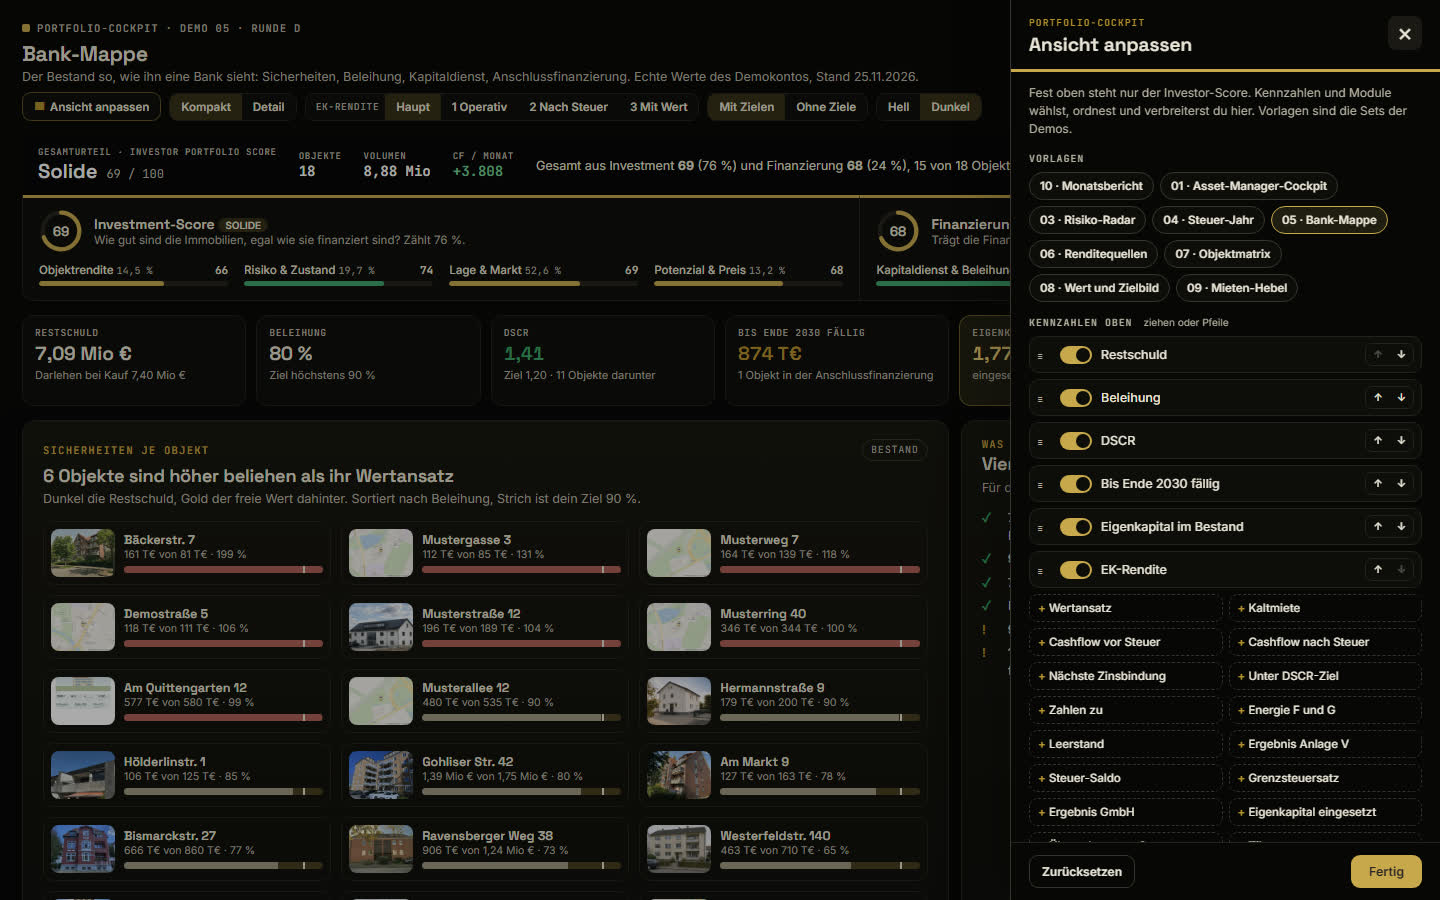 PORTFOLIO-COCKPIT · DEMO 05 · RUNDE D
Bank-Mappe
Der Bestand so, wie ihn eine Bank sieht: Sicherheiten, Beleihung, Kapitaldienst, Anschlussfinanzierung. Echte Werte des Demokontos, Stand 25.11.2026.
Ansicht anpassen
Kompakt Detail
EK-RENDITE Haupt 1 Operativ 2 Nach Steuer 3 Mit Wert
Mit Zielen Ohne Ziele
Hell Dunkel
GESAMTURTEIL · INVESTOR PORTFOLIO SCORE
Solide 69 / 100
OBJEKTE
18
VOLUMEN
8,88 Mio
CF / MONAT
+3.808
Gesamt aus Investment 69 (76 %) und Finanzierung 68 (24 %), 15 von 18 Objekt
69
Investment-Score SOLIDE
Wie gut sind die Immobilien, egal wie sie finanziert sind? Zählt 76 %.
Objektrendite 14,5 % 66
Risiko & Zustand 19,7 % 74
Lage & Markt 52,6 % 69
Potenzial & Preis 13,2 % 68
68
Finanzierun
Trägt die Finan
Kapitaldienst & Beleihun
RESTSCHULD
7,09 Mio €
Darlehen bei Kauf 7,40 Mio €
BELEIHUNG
80 %
Ziel höchstens 90 %
DSCR
1,41
Ziel 1,20 · 11 Objekte darunter
BIS ENDE 2030 FÄLLIG
874 T€
1 Objekt in der Anschlussfinanzierung
EIGENK
1,77
eingese
SICHERHEITEN JE OBJEKT
BESTAND
6 Objekte sind höher beliehen als ihr Wertansatz
Dunkel die Restschuld, Gold der freie Wert dahinter. Sortiert nach Beleihung, Strich ist dein Ziel 90 %.
Bäckerstr. 7
161 T€ von 81 T€ · 199 %
Mustergasse 3
112 T€ von 85 T€ · 131 %
Musterweg 7
164 T€ von 139 T€ · 118 %
Demostraße 5
118 T€ von 111 T€ · 106 %
Musterstraße 12
196 T€ von 189 T€ · 104 %
Musterring 40
346 T€ von 344 T€ · 100 %
Am Quittengarten 12
577 T€ von 580 T€ · 99 %
Musterallee 12
480 T€ von 535 T€ · 90 %
Hermannstraße 9
179 T€ von 200 T€ · 90 %
Hölderlinstr. 1
106 T€ von 125 T€ · 85 %
Gohliser Str. 42
1,39 Mio € von 1,75 Mio € · 80 %
Am Markt 9
127 T€ von 163 T€ · 78 %
Bismarckstr. 27
666 T€ von 860 T€ · 77 %
Ravensberger Weg 38
906 T€ von 1,24 Mio € · 73 %
Westerfeldstr. 140
463 T€ von 710 T€ · 65 %
WAS
Vier
Für d
PORTFOLIO-COCKPIT
Ansicht anpassen
Fest oben steht nur der Investor-Score. Kennzahlen und Module
wählst, ordnest und verbreiterst du hier. Vorlagen sind die Sets der
Demos.
VORLAGEN
10 · Monatsbericht
01 · Asset-Manager-Cockpit
03 · Risiko-Radar
04 · Steuer-Jahr
05 · Bank-Mappe
06 · Renditequellen
07 · Objektmatrix
08 · Wert und Zielbild
09 · Mieten-Hebel
KENNZAHLEN OBEN ziehen oder Pfeile
Restschuld
Beleihung
DSCR
Bis Ende 2030 fällig
Eigenkapital im Bestand
EK-Rendite
+ Wertansatz
+ Kaltmiete
+ Cashflow vor Steuer
+ Cashflow nach Steuer
+ Nächste Zinsbindung
+ Unter DSCR-Ziel
+ Zahlen zu
+ Energie F und G
+ Leerstand
+ Ergebnis Anlage V
+ Steuer-Saldo
+ Grenzsteuersatz
+ Ergebnis GmbH
+ Eigenkapital eingesetzt
Zurücksetzen
Fertig